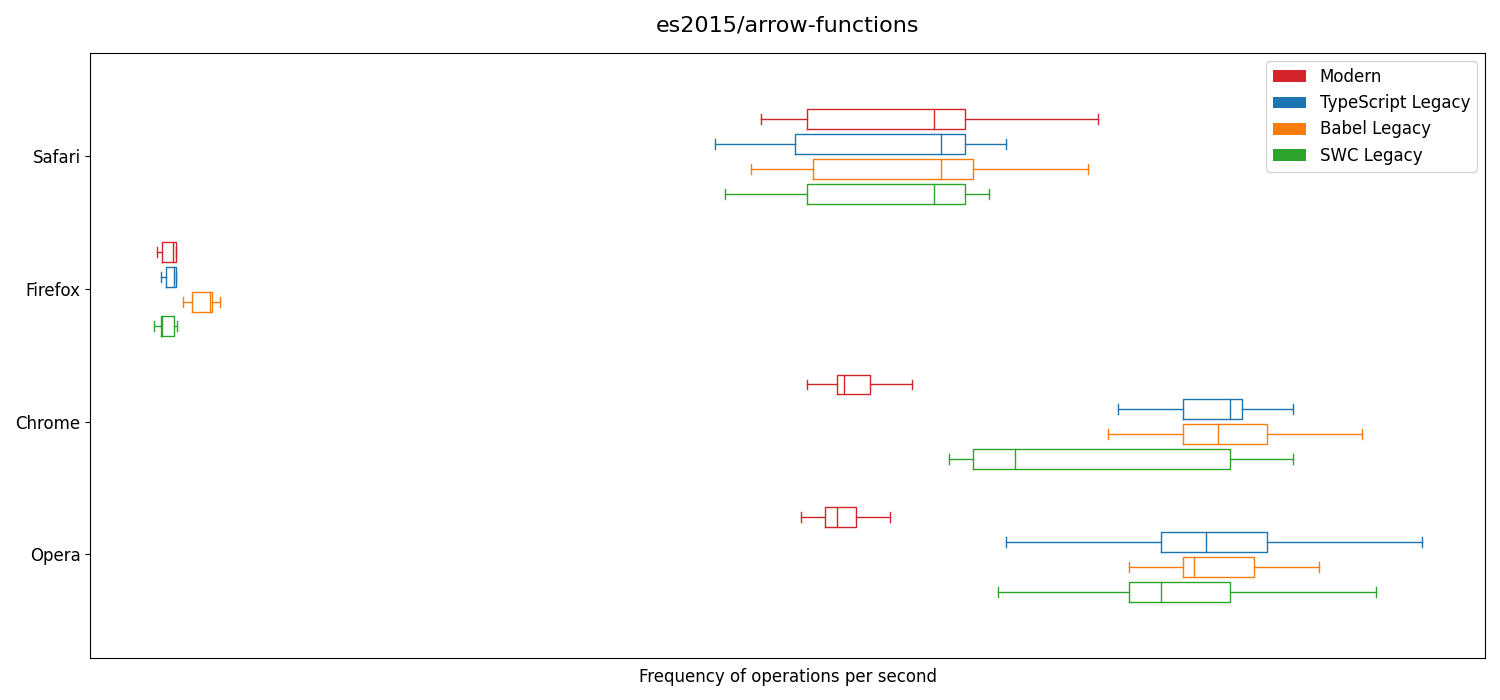 es2015/arrow-functions
Modern
TypeScript Legacy
Babel Legacy
SWC Legacy
Safari
Firefox
Chrome
Opera
Frequency of operations per second